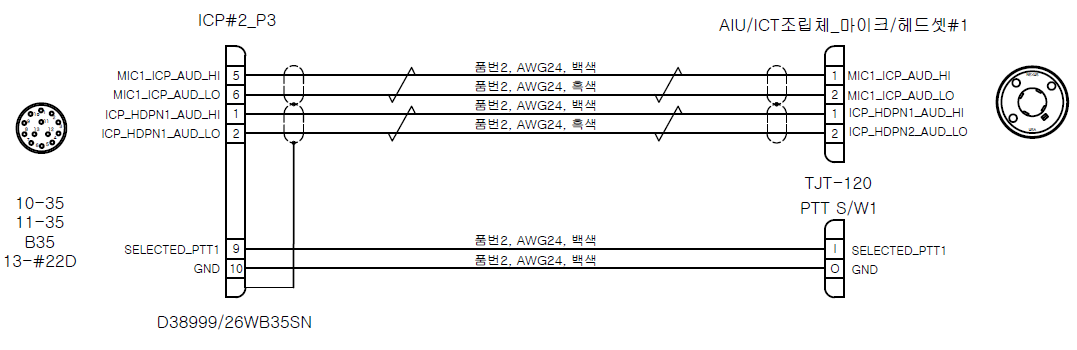 ICP#2_P3
AIU/ICT조립체_마이크/헤드셋#1
MIC1_ICP_AUD_HI 5 품번2, AWG24, 백색 1 MIC1_ICP_AUD_HI
MIC1_ICP_AUD_LO 6 품번2, AWG24, 흑색 2 MIC1_ICP_AUD_LO
ICP_HDPN1_AUD_HI 1 품번2, AWG24, 백색 1 ICP_HDPN1_AUD_HI
ICP_HDPN1_AUD_LO 2 품번2, AWG24, 흑색 2 ICP_HDPN2_AUD_LO
TJT-120
PTT S/W1
10-35
11-35
B35
13-#22D
SELECTED_PTT1 9 품번2, AWG24, 백색 I SELECTED_PTT1
GND 10 품번2, AWG24, 백색 O GND
D38999/26WB35SN